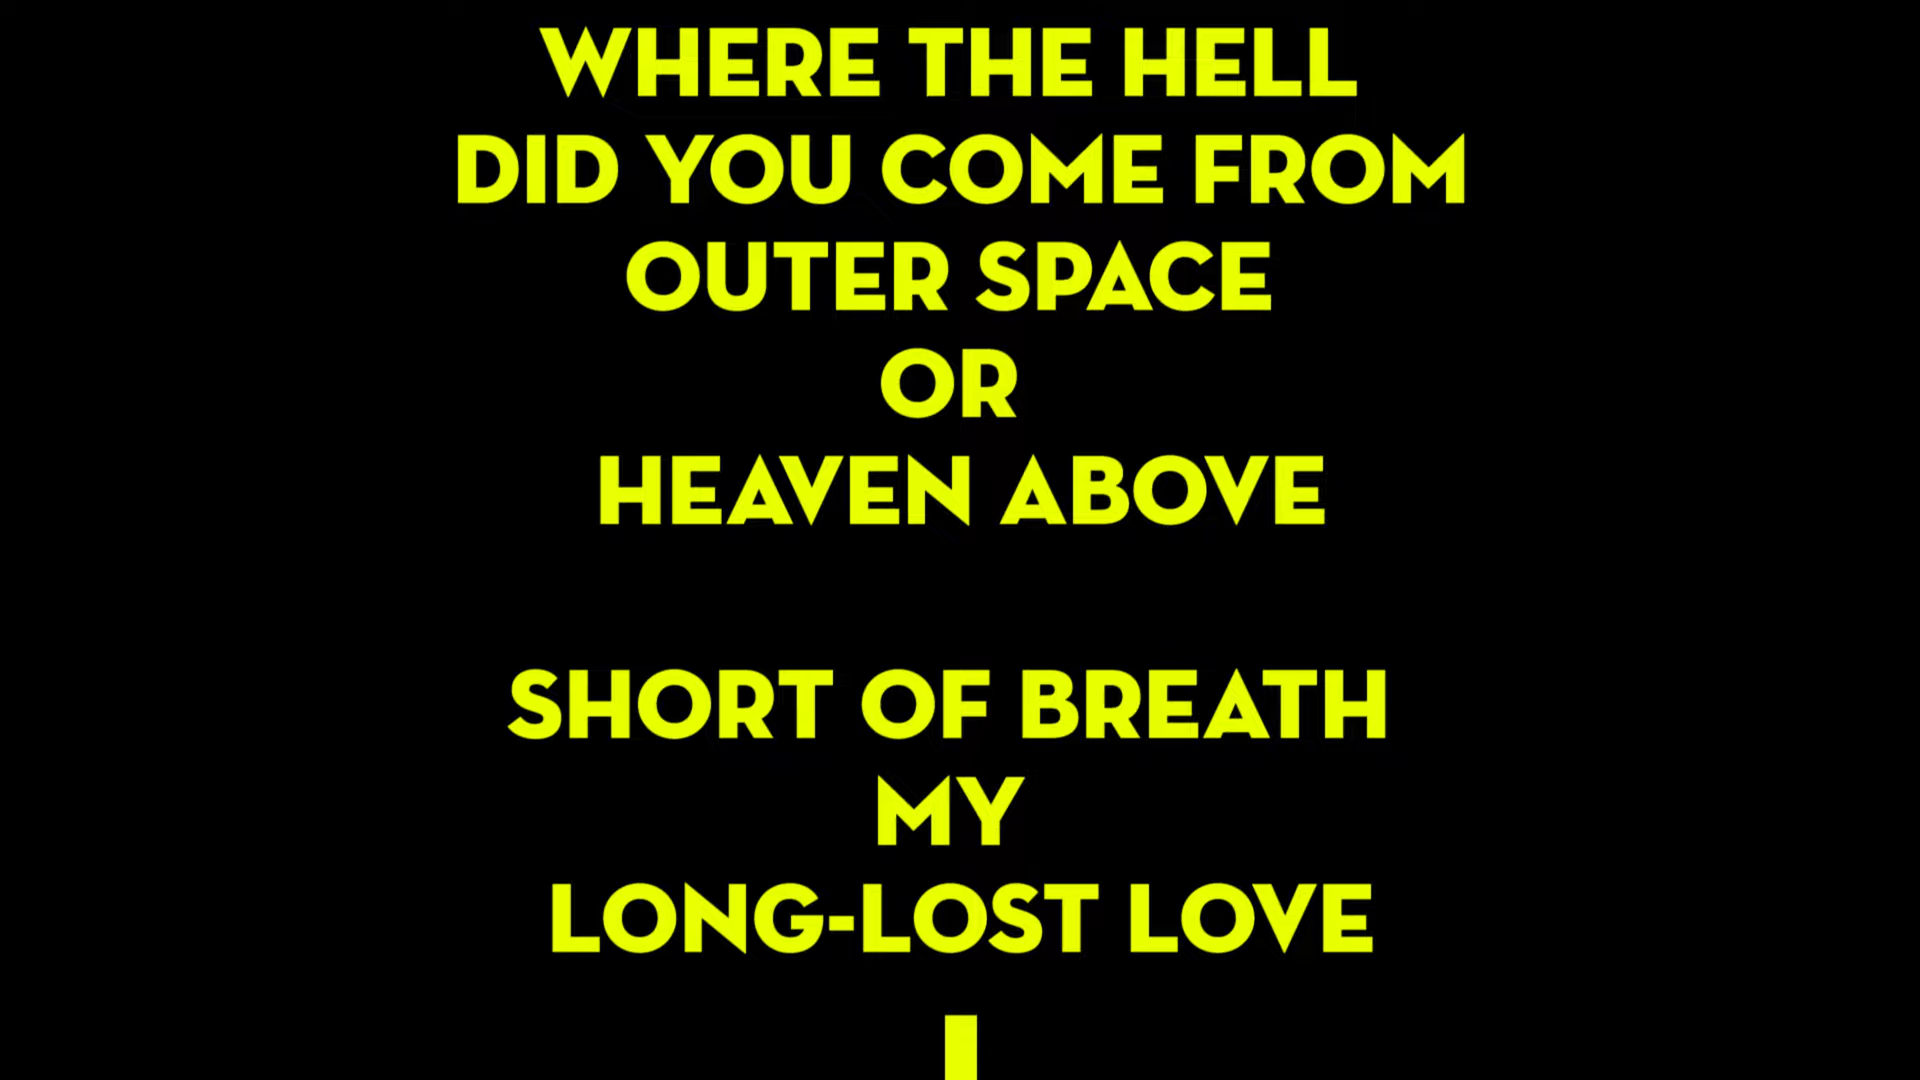 WHERE THE HELL
DID YOU COME FROM
OUTER SPACE
OR
HEAVEN ABOVE
SHORT OF BREATH
MY
LONG-LOST LOVE